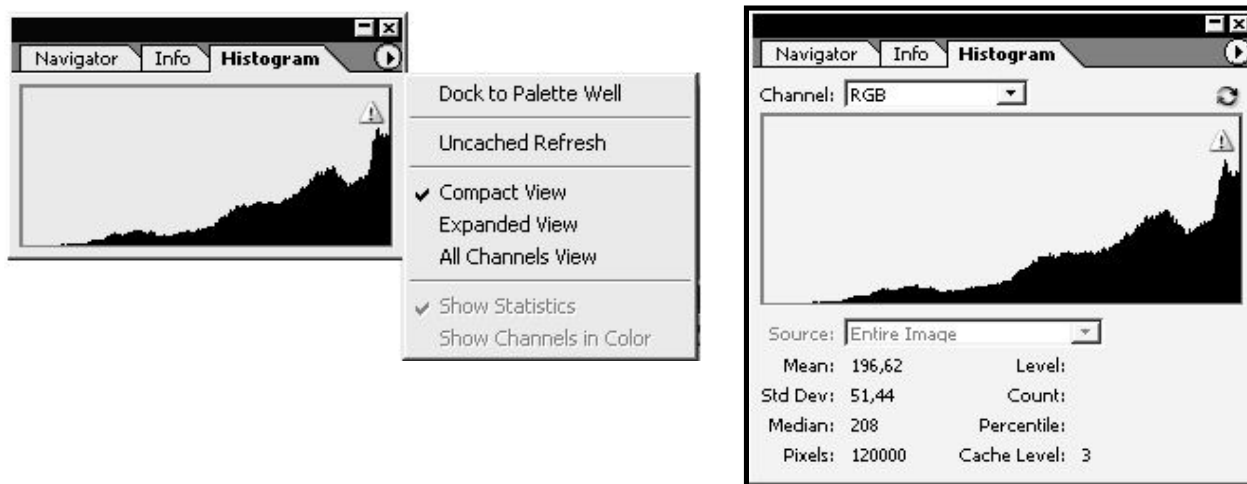 Navigator Info Histogram
Dock to Palette Well
Uncached Refresh
Compact View
Expanded View
All Channels View
Show Statistics
Show Channels in Color
Navigator Info Histogram
Channel: RGB
Source: Entire Image
Mean: 196,62 Level:
Std Dev: 51,44 Count:
Median: 208 Percentile:
Pixels: 120000 Cache Level: 3